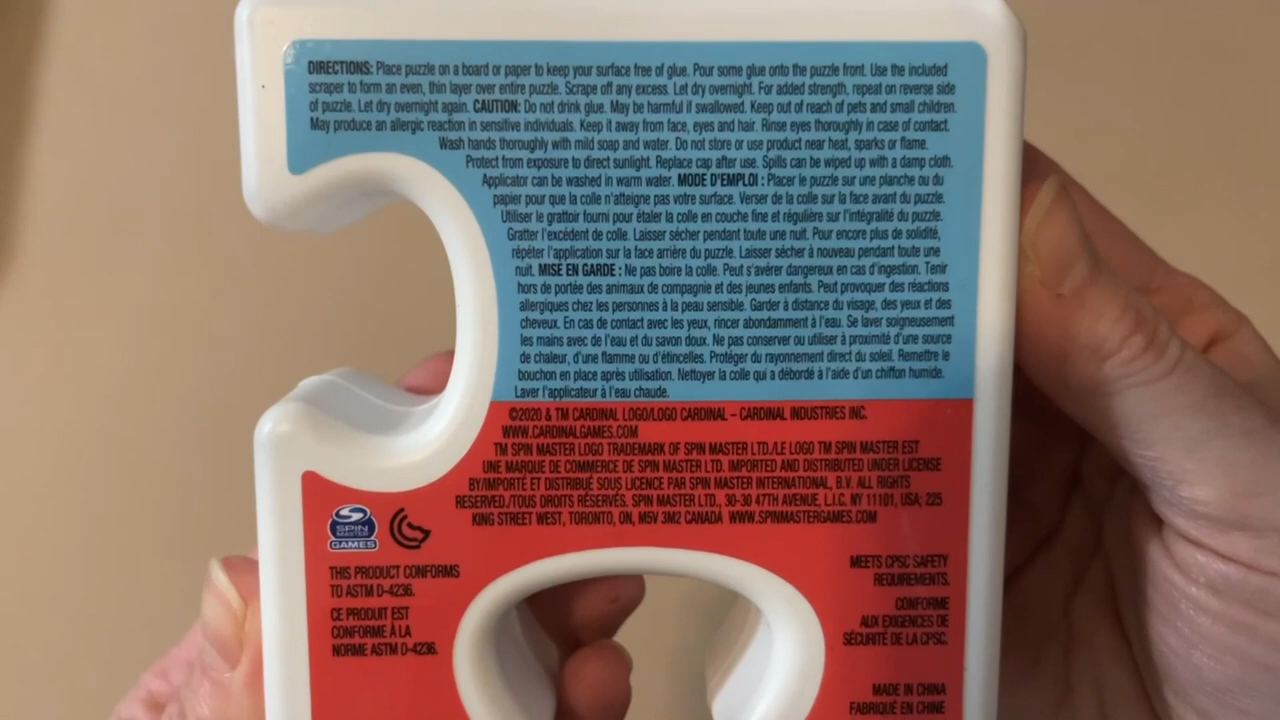 DIRECTIONS: Place puzzle on a board or paper to keep your surface free of glue. Pour some glue onto the puzzle front. Use the included
scraper to form an even, thin layer over entire puzzle. Scrape off any excess. Let dry overnight. For added strength, repeat on reverse side
of puzzle. Let dry overnight again. CAUTION: Do not drink glue. May be harmful if swallowed. Keep out of reach of pets and small children.
May produce an allergic reaction in sensitive individuals. Keep it away from face, eyes and hair. Rinse eyes thoroughly in case of contact.
Wash hands thoroughly with mild soap and water. Do not store or use product near heat, sparks or flame.
Protect from exposure to direct sunlight. Replace cap after use. Spills can be wiped up with a damp cloth.
Applicator can be washed in warm water. MODE D'EMPLOI : Placer le puzzle sur une planche ou du
papier pour que la colle n'atteigne pas votre surface. Verser de la colle sur la face avant du puzzle.
Utiliser le grattoir fourni pour étaler la colle en couche fine et régulière sur l'intégralité du puzzle.
Gratter l'excédent de colle. Laisser sécher pendant toute une nuit. Pour encore plus de solidité,
répéter l'application sur la face arrière du puzzle. Laisser sécher à nouveau pendant toute une
nuit. MISE EN GARDE : Ne pas boire la colle. Peut s'avérer dangereux en cas d'ingestion. Tenir
hors de portée des animaux de compagnie et des jeunes enfants. Peut provoquer des réactions
allergiques chez les personnes à la peau sensible. Garder à distance du visage, des yeux et des
cheveux. En cas de contact avec les yeux, rincer abondamment à l'eau. Se laver soigneusement
les mains avec de l'eau et du savon doux. Ne pas conserver ou utiliser à proximité d'une source
de chaleur, d'une flamme ou d'étincelles. Protéger du rayonnement direct du soleil. Remettre le
bouchon en place après utilisation. Nettoyer la colle qui a débordé à l'aide d'un chiffon humide.
Laver l'applicateur à l'eau chaude.
©2020 & TM CARDINAL LOGO/LOGO CARDINAL – CARDINAL INDUSTRIES INC.
WWW.CARDINALGAMES.COM
TM SPIN MASTER LOGO TRADEMARK OF SPIN MASTER LTD./LE LOGO TM SPIN MASTER EST
UNE MARQUE DE COMMERCE DE SPIN MASTER LTD. IMPORTED AND DISTRIBUTED UNDER LICENSE
BY/IMPORTÉ ET DISTRIBUÉ SOUS LICENCE PAR SPIN MASTER INTERNATIONAL, B.V. ALL RIGHTS
RESERVED./TOUS DROITS RÉSERVÉS. SPIN MASTER LTD., 30-30 47TH AVENUE, L.I.C. NY 11101, USA; 225
KING STREET WEST, TORONTO, ON, M5V 3M2 CANADA WWW.SPINMASTERGAMES.COM
SPIN
MASTER
GAMES
THIS PRODUCT CONFORMS
TO ASTM D-4236.
CE PRODUIT EST
CONFORME À LA
NORME ASTM D-4236.
MEETS CPSC SAFETY
REQUIREMENTS.
CONFORME
AUX EXIGENCES DE
SÉCURITÉ DE LA CPSC.
MADE IN CHINA
FABRIQUÉ EN CHINE